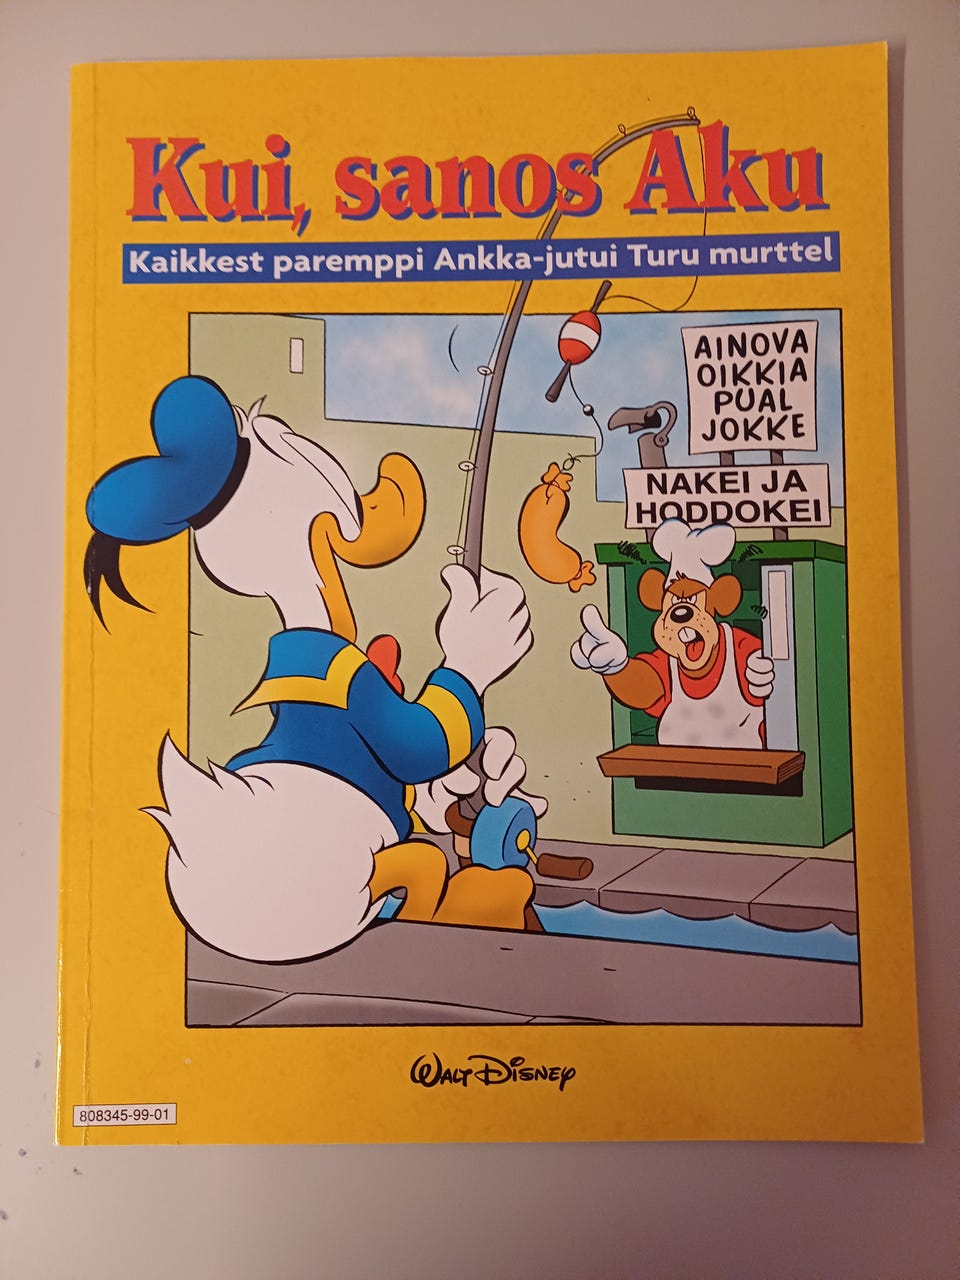 Kui, sanos Aku
Kaikkest paremppi Ankka-jutui Turu murttel
AINOVA
OIKKIA
PUAL
JOKKE
NAKEI JA
HODDOKEI
WALT DISNEY
808345-99-01